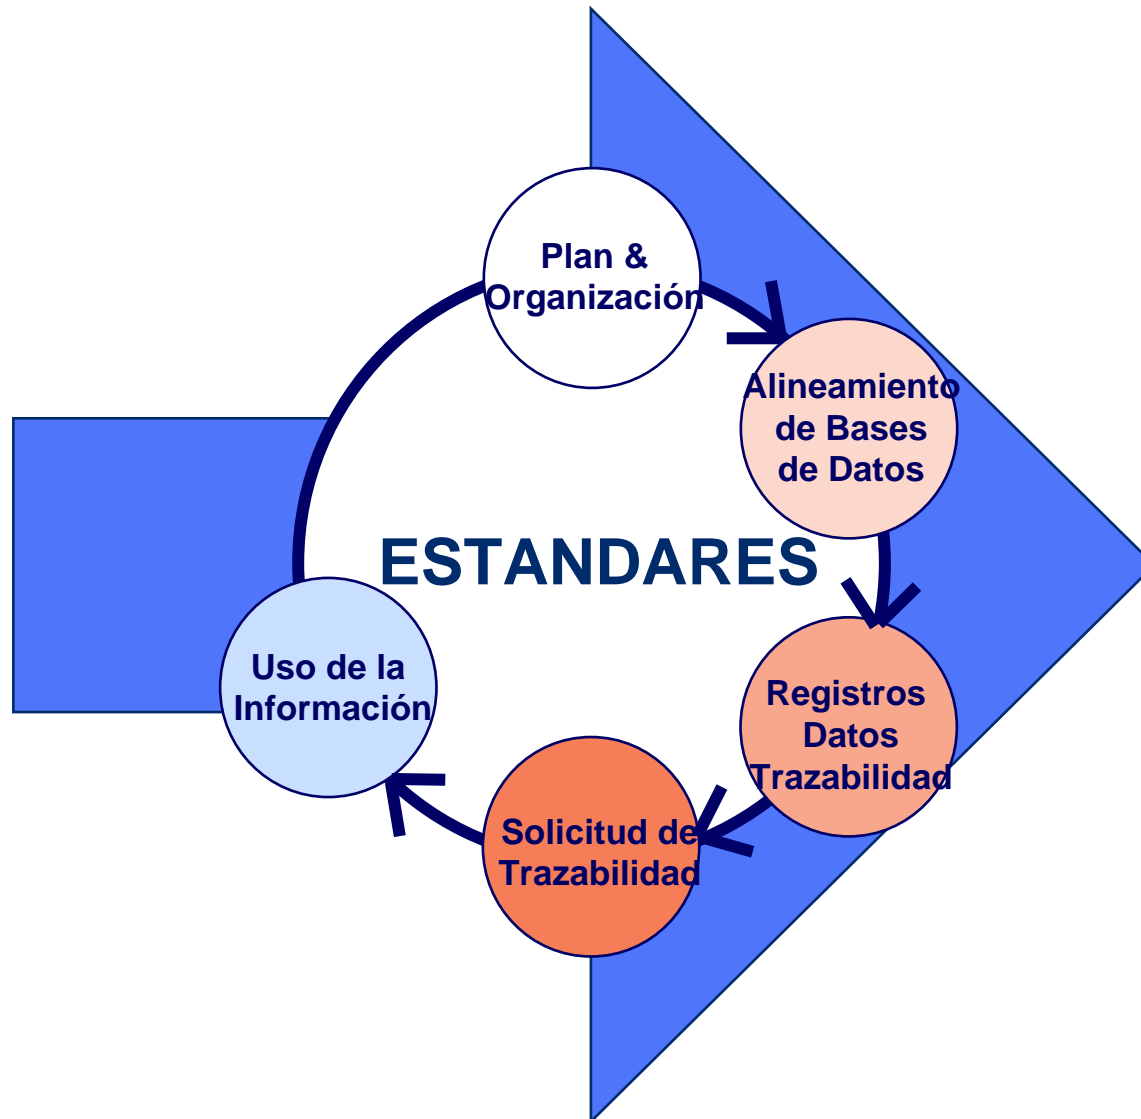 Plan &
Organización
Alineamiento
de Bases
de Datos
ESTANDARES
Uso de la
Información
Registros
Datos
Trazabilidad
Solicitud de
Trazabilidad